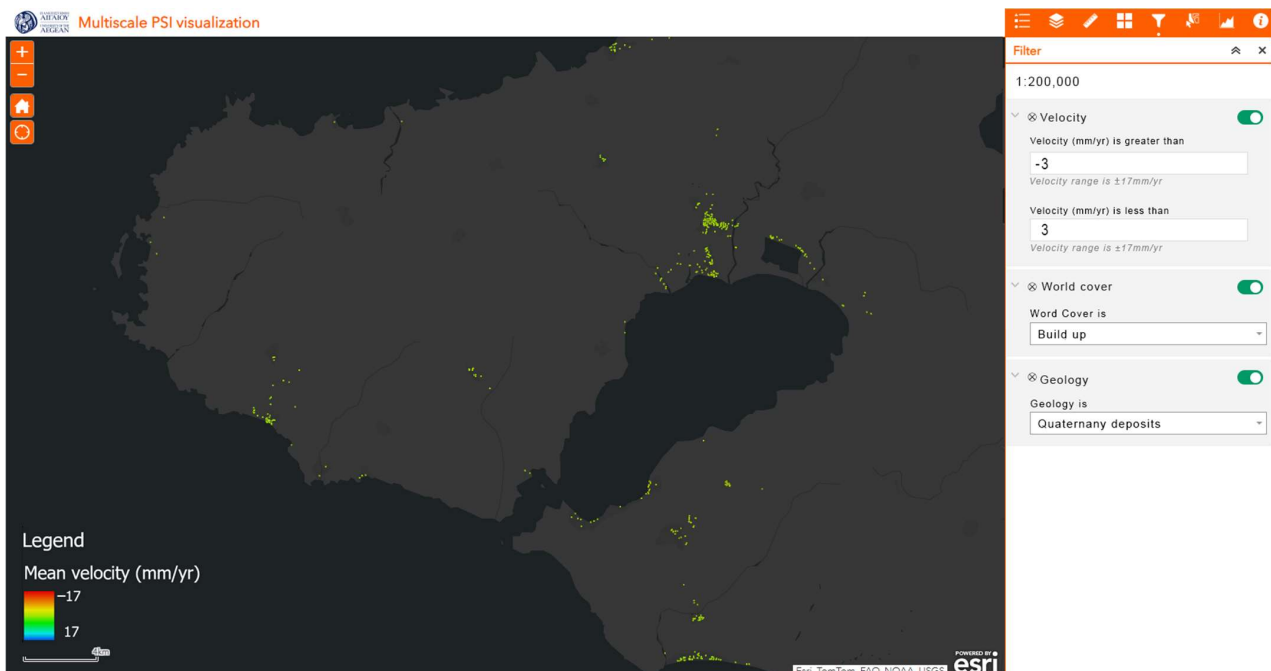 ΑΙΓΑΙΟΥ
AEGEAN
Multiscale PSI visualization
Filter
1:200,000
Velocity
Velocity (mm/yr) is greater than
-3
Velocity range is ±17mm/yr
Velocity (mm/yr) is less than
3
Velocity range is ±17mm/yr
World cover
Word Cover is
Build up
Geology
Geology is
Quaternany deposits
Legend
Mean velocity (mm/yr)
−17
17
4km
POWERED BY
esri
Esri, TomTom, FAO, NOAA, USGS